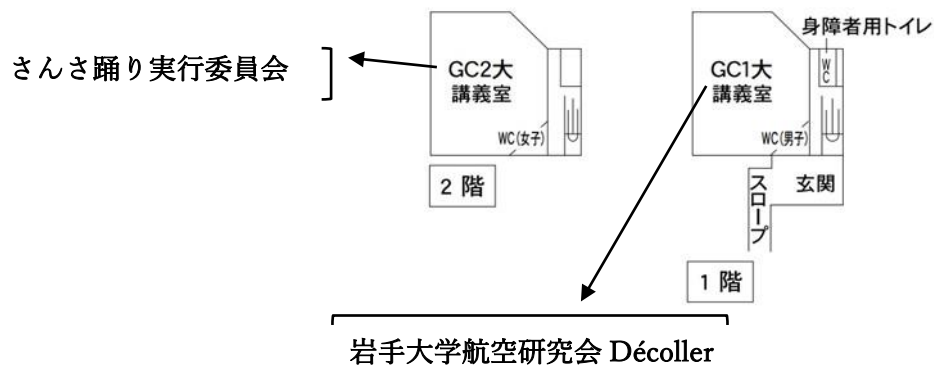 身障者用トイレ
さんさ踊り実行委員会
GC2大
講義室
GC1大
講義室
WC
WC(女子)
WC(男子)
2階
スロープ
玄関
1階
岩手大学航空研究会 Décoller